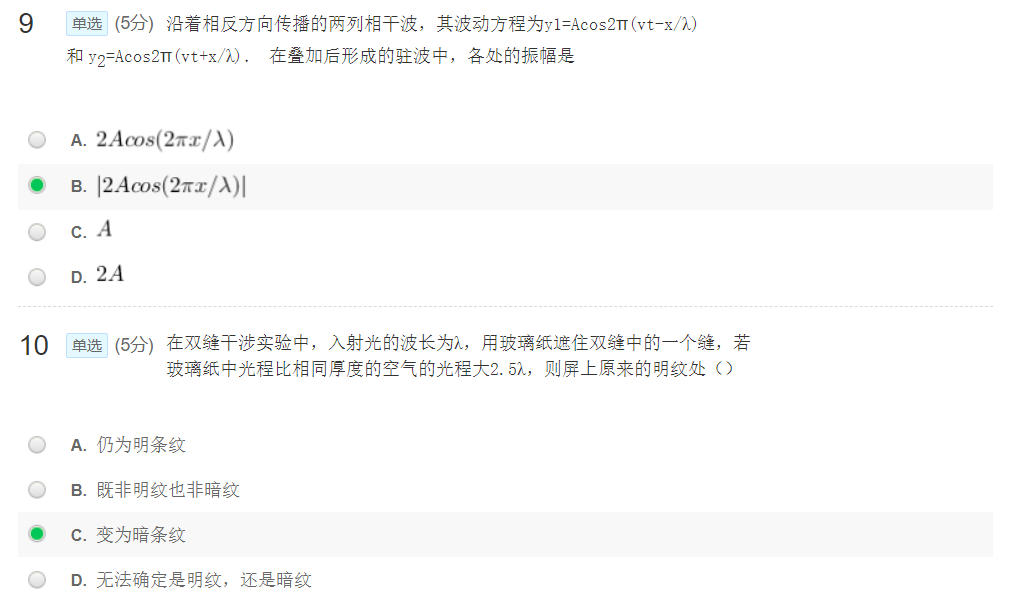 9 单选 (5分) 沿着相反方向传播的两列相干波，其波动方程为y1=Acos2π(vt-x/λ)
和 y₂=Acos2π(vt+x/λ)． 在叠加后形成的驻波中，各处的振幅是
A. 2Acos(2πx/λ)
B. |2Acos(2πx/λ)|
C. A
D. 2A
10 单选 (5分) 在双缝干涉实验中，入射光的波长为λ，用玻璃纸遮住双缝中的一个缝，若
玻璃纸中光程比相同厚度的空气的光程大2.5λ，则屏上原来的明纹处（）
A. 仍为明条纹
B. 既非明纹也非暗纹
C. 变为暗条纹
D. 无法确定是明纹，还是暗纹